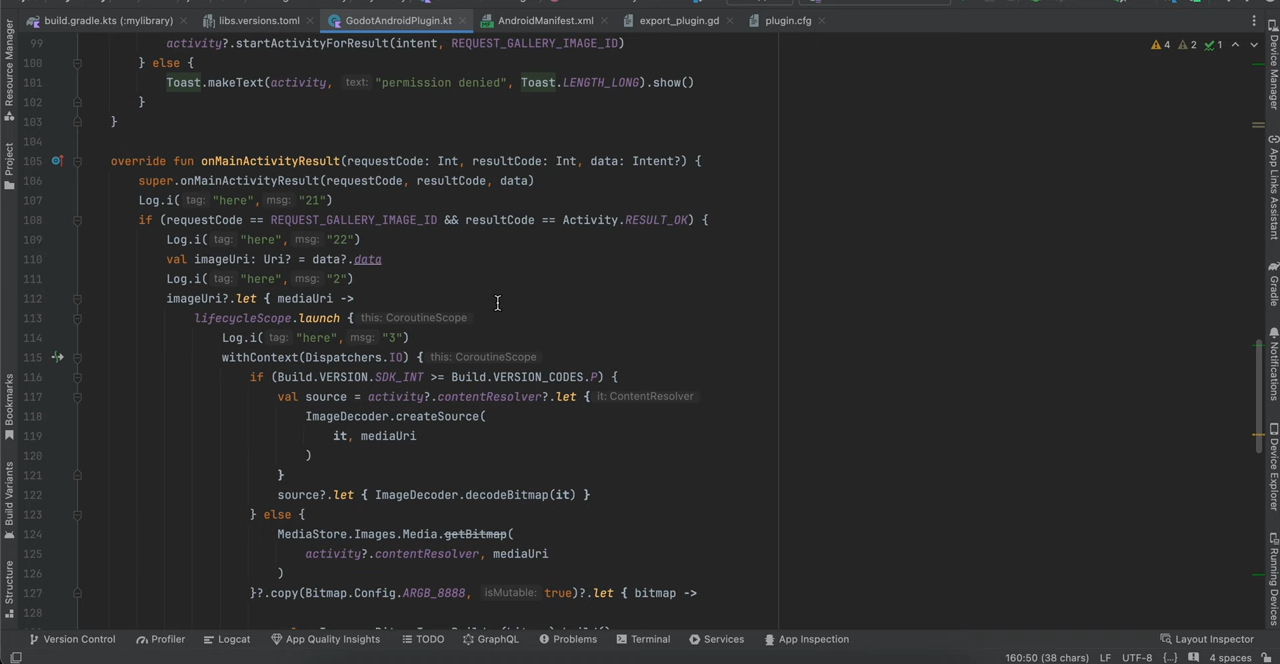 build.gradle.kts (:mylibrary)
libs.versions.toml
GodotAndroidPlugin.kt
AndroidManifest.xml
export_plugin.gd
plugin.cfg
4 2 1
99 activity?.startActivityForResult(intent, REQUEST_GALLERY_IMAGE_ID)
100 } else {
101 Toast.makeText(activity, text: "permission denied", Toast.LENGTH_LONG).show()
102 }
103 }
104
105 override fun onMainActivityResult(requestCode: Int, resultCode: Int, data: Intent?) {
106 super.onMainActivityResult(requestCode, resultCode, data)
107 Log.i( tag: "here", msg: "21")
108 if (requestCode == REQUEST_GALLERY_IMAGE_ID && resultCode == Activity.RESULT_OK) {
109 Log.i( tag: "here", msg: "22")
110 val imageUri: Uri? = data?.data
111 Log.i( tag: "here", msg: "2")
112 imageUri?.let { mediaUri ->
113 lifecycleScope.launch { this: CoroutineScope
114 Log.i( tag: "here", msg: "3")
115 withContext(Dispatchers.IO) { this: CoroutineScope
116 if (Build.VERSION.SDK_INT >= Build.VERSION_CODES.P) {
117 val source = activity?.contentResolver?.let { it: ContentResolver
118 ImageDecoder.createSource(
119 it, mediaUri
120 )
121 }
122 source?.let { ImageDecoder.decodeBitmap(it) }
123 } else {
124 MediaStore.Images.Media.getBitmap(
125 activity?.contentResolver, mediaUri
126 )
127 }?.copy(Bitmap.Config.ARGB_8888, isMutable: true)?.let { bitmap ->
128
Resource Manager
Project
Bookmarks
Build Variants
Structure
Device Manager
App Links Assistant
Gradle
Notifications
Device Explorer
Running Devices
Version Control
Profiler
Logcat
App Quality Insights
TODO
GraphQL
Problems
Terminal
Services
App Inspection
Layout Inspector
160:50 (38 chars) LF UTF-8 {..} 4 spaces